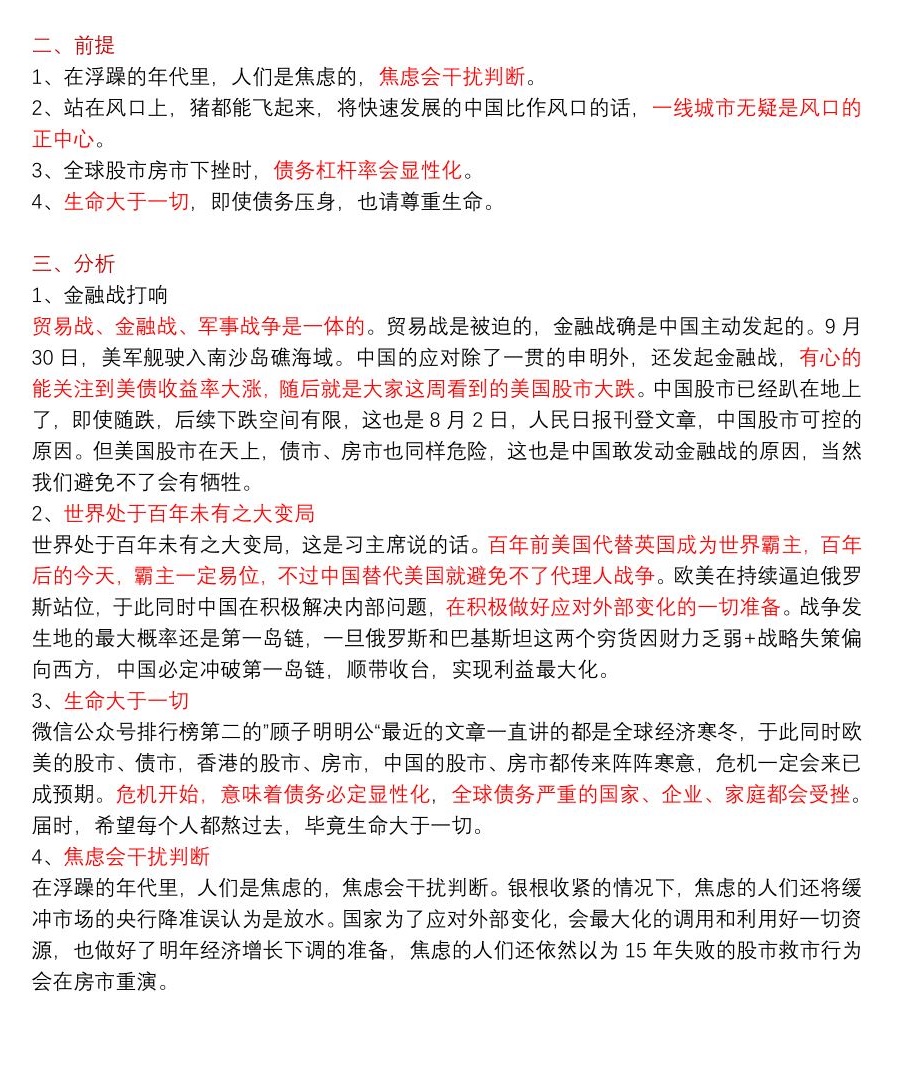 二、前提
1、在浮躁的年代里，人们是焦虑的，焦虑会干扰判断。
2、站在风口上，猪都能飞起来，将快速发展的中国比作风口的话，一线城市无疑是风口的
正中心。
3、全球股市房市下挫时，债务杠杆率会显性化。
4、生命大于一切，即使债务压身，也请尊重生命。
三、分析
1、金融战打响
贸易战、金融战、军事战争是一体的。贸易战是被迫的，金融战确是中国主动发起的。9 月
30 日，美军舰驶入南沙岛礁海域。中国的应对除了一贯的申明外，还发起金融战，有心的
能关注到美债收益率大涨，随后就是大家这周看到的美国股市大跌。中国股市已经趴在地上
了，即使随跌，后续下跌空间有限，这也是 8 月 2 日，人民日报刊登文章，中国股市可控的
原因。但美国股市在天上，债市、房市也同样危险，这也是中国敢发动金融战的原因，当然
我们避免不了会有牺牲。
2、世界处于百年未有之大变局
世界处于百年未有之大变局，这是习主席说的话。百年前美国代替英国成为世界霸主，百年
后的今天，霸主一定易位，不过中国替代美国就避免不了代理人战争。欧美在持续逼迫俄罗
斯站位，于此同时中国在积极解决内部问题，在积极做好应对外部变化的一切准备。战争发
生地的最大概率还是第一岛链，一旦俄罗斯和巴基斯坦这两个穷货因财力乏弱+战略失策偏
向西方，中国必定冲破第一岛链，顺带收台，实现利益最大化。
3、生命大于一切
微信公众号排行榜第二的”顾子明明公“最近的文章一直讲的都是全球经济寒冬，于此同时欧
美的股市、债市，香港的股市、房市，中国的股市、房市都传来阵阵寒意，危机一定会来已
成预期。危机开始，意味着债务必定显性化，全球债务严重的国家、企业、家庭都会受挫。
届时，希望每个人都熬过去，毕竟生命大于一切。
4、焦虑会干扰判断
在浮躁的年代里，人们是焦虑的，焦虑会干扰判断。银根收紧的情况下，焦虑的人们还将缓
冲市场的央行降准误认为是放水。国家为了应对外部变化，会最大化的调用和利用好一切资
源，也做好了明年经济增长下调的准备，焦虑的人们还依然以为 15 年失败的股市救市行为
会在房市重演。